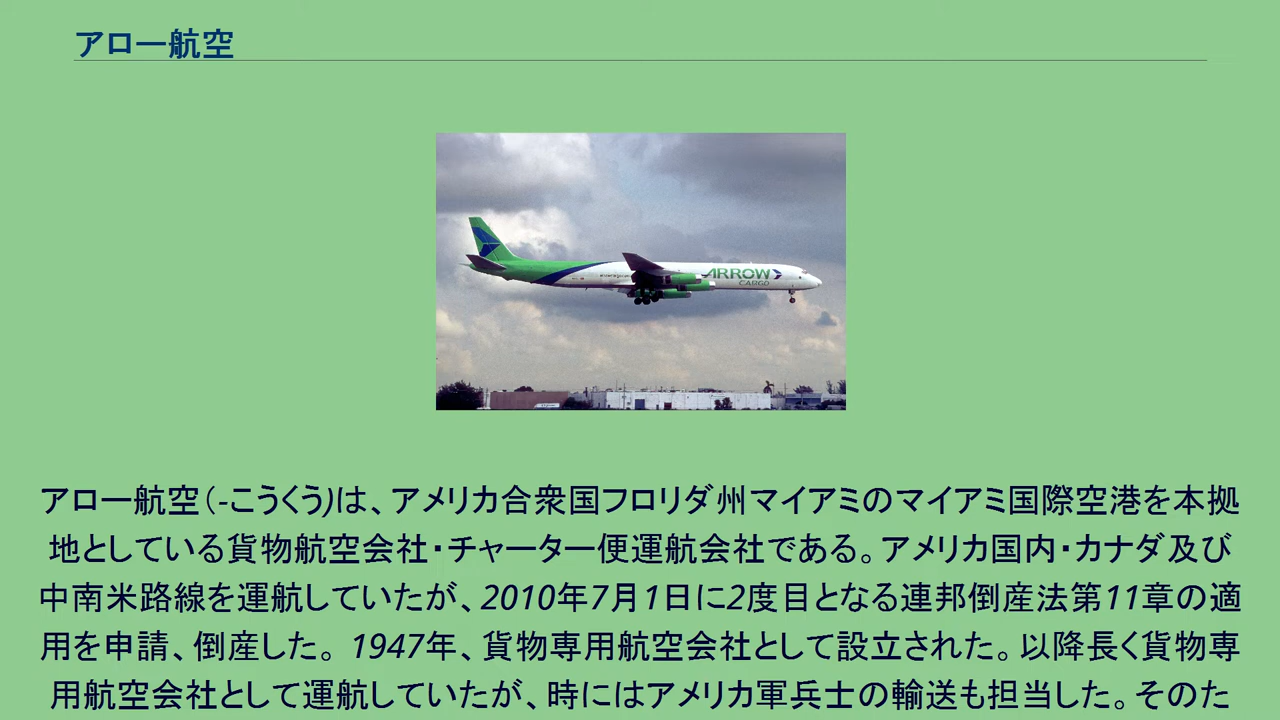 アロー航空
ARROW
CARGO
アロー航空(-こうくう)は、アメリカ合衆国フロリダ州マイアミのマイアミ国際空港を本拠
地としている貨物航空会社・チャーター便運航会社である。アメリカ国内・カナダ及び
中南米路線を運航していたが、2010年7月1日に2度目となる連邦倒産法第11章の適
用を申請、倒産した。 1947年、貨物専用航空会社として設立された。以降長く貨物専
用航空会社として運航していたが、時にはアメリカ軍兵士の輸送も担当した。そのた